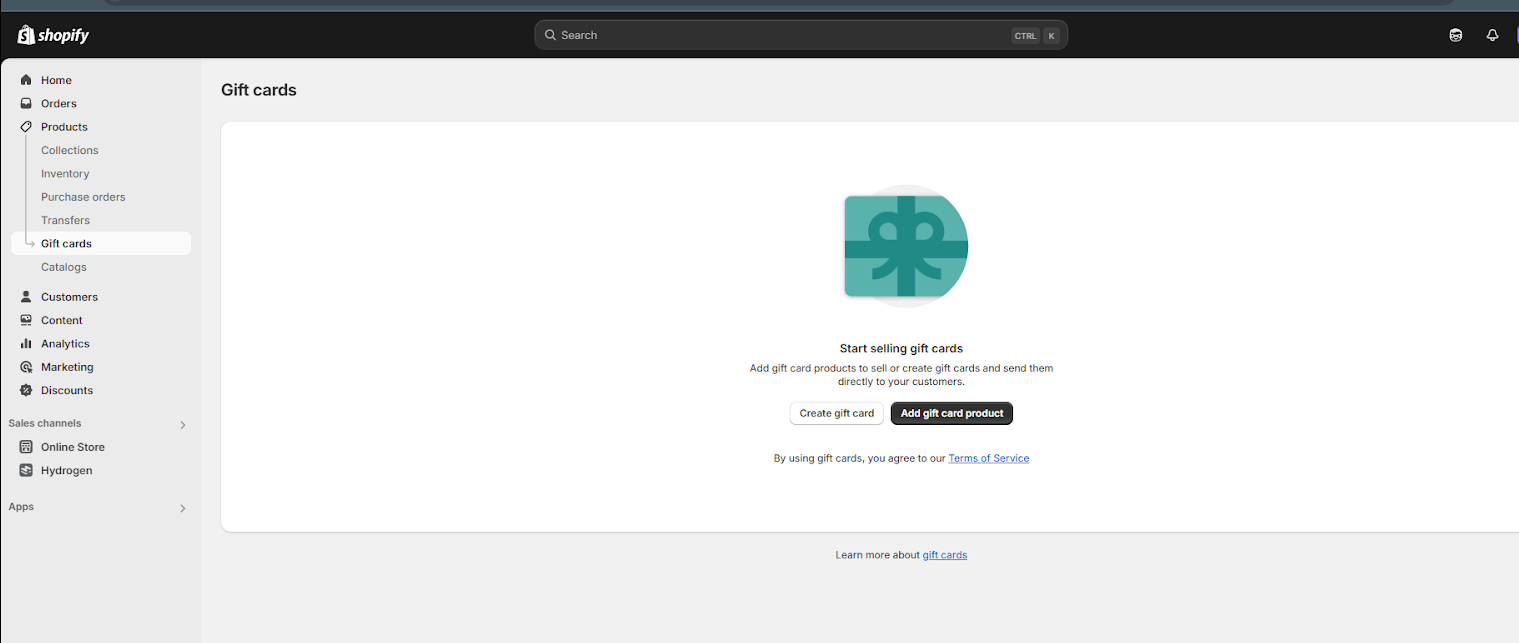 shopify
Search
CTRL K
Home
Orders
Products
Collections
Inventory
Purchase orders
Transfers
Gift cards
Catalogs
Customers
Content
Analytics
Marketing
Discounts
Sales channels
Online Store
Hydrogen
Apps
Gift cards
Start selling gift cards
Add gift card products to sell or create gift cards and send them
directly to your customers.
Create gift card
Add gift card product
By using gift cards, you agree to our Terms of Service
Learn more about gift cards